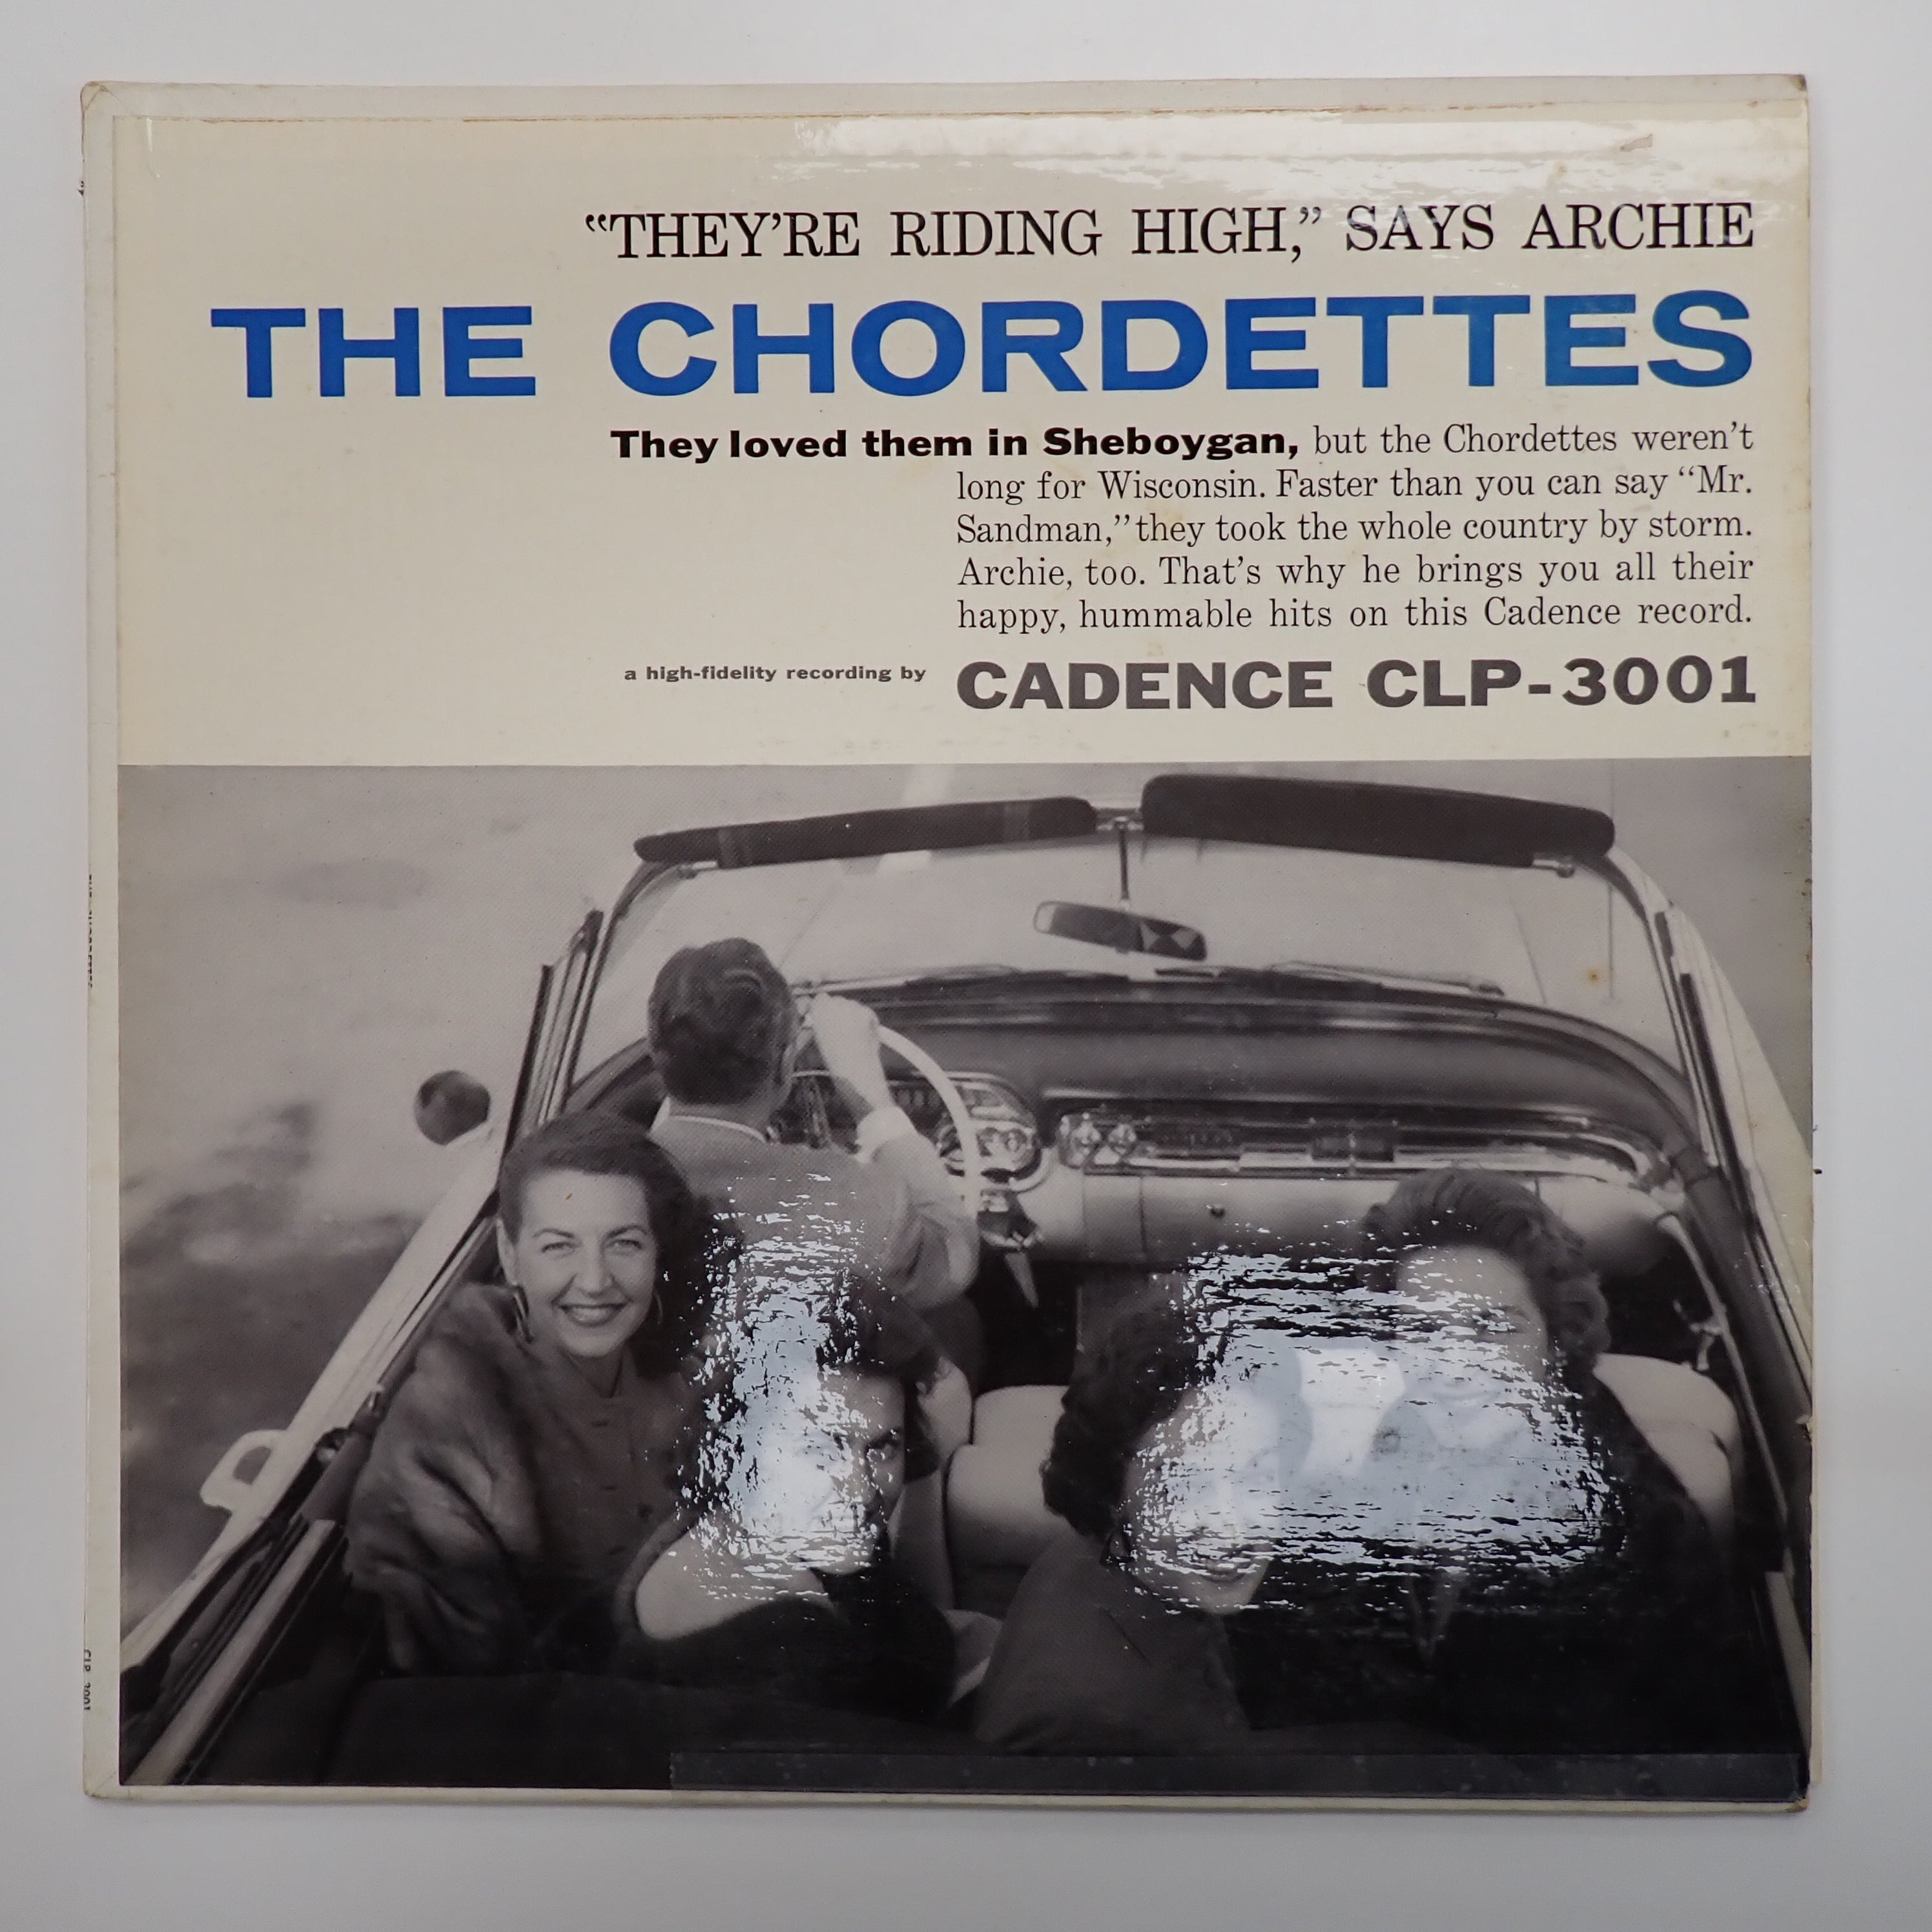 “THEY’RE RIDING HIGH,” SAYS ARCHIE
THE CHORDETTES
They loved them in Sheboygan, but the Chordettes weren’t
long for Wisconsin. Faster than you can say “Mr.
Sandman,” they took the whole country by storm.
Archie, too. That’s why he brings you all their
happy, hummable hits on this Cadence record.
a high-fidelity recording by CADENCE CLP-3001
CLP 3001